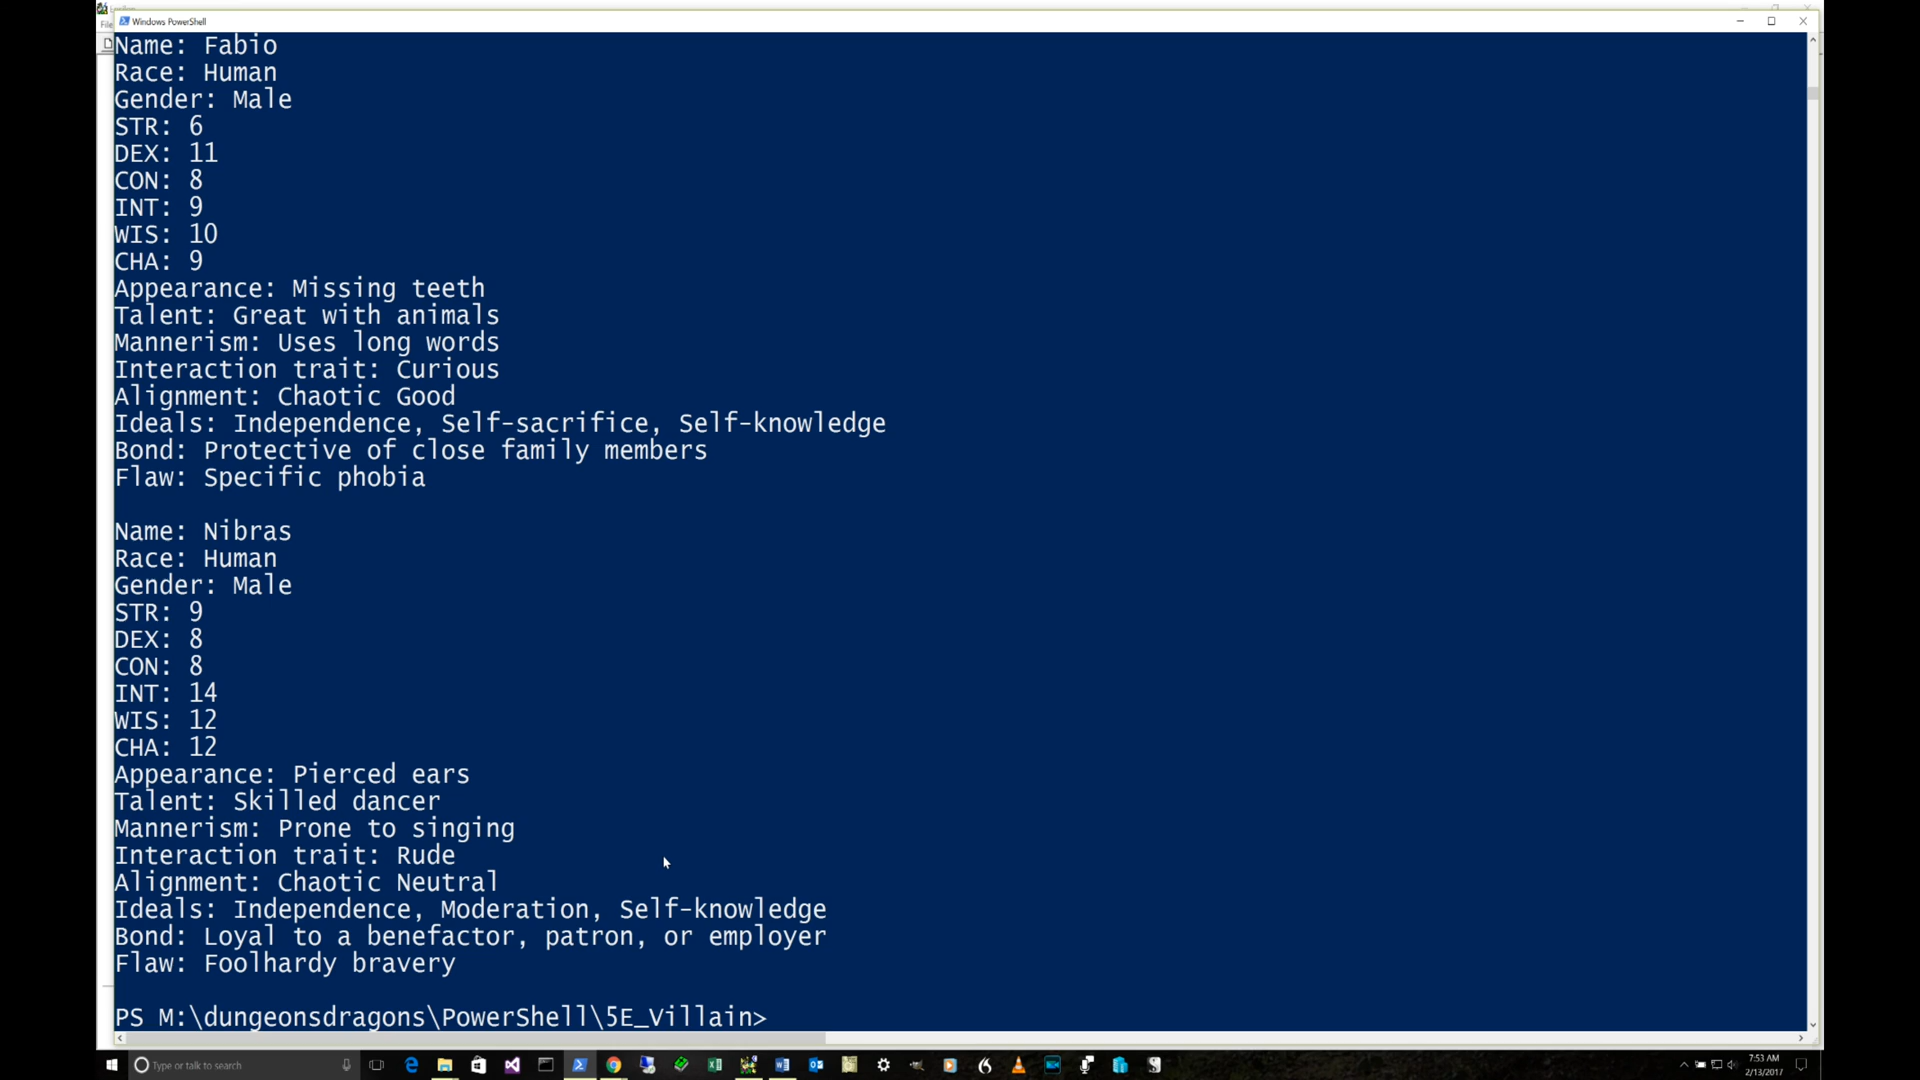 Windows PowerShell
Name: Fabio
Race: Human
Gender: Male
STR: 6
DEX: 11
CON: 8
INT: 9
WIS: 10
CHA: 9
Appearance: Missing teeth
Talent: Great with animals
Mannerism: Uses long words
Interaction trait: Curious
Alignment: Chaotic Good
Ideals: Independence, Self-sacrifice, Self-knowledge
Bond: Protective of close family members
Flaw: Specific phobia
Name: Nibras
Race: Human
Gender: Male
STR: 9
DEX: 8
CON: 8
INT: 14
WIS: 12
CHA: 12
Appearance: Pierced ears
Talent: Skilled dancer
Mannerism: Prone to singing
Interaction trait: Rude
Alignment: Chaotic Neutral
Ideals: Independence, Moderation, Self-knowledge
Bond: Loyal to a benefactor, patron, or employer
Flaw: Foolhardy bravery
PS M:\dungeonsdragons\PowerShell\5E_Villain>
Type or talk to search
7:53 AM
2/13/2017